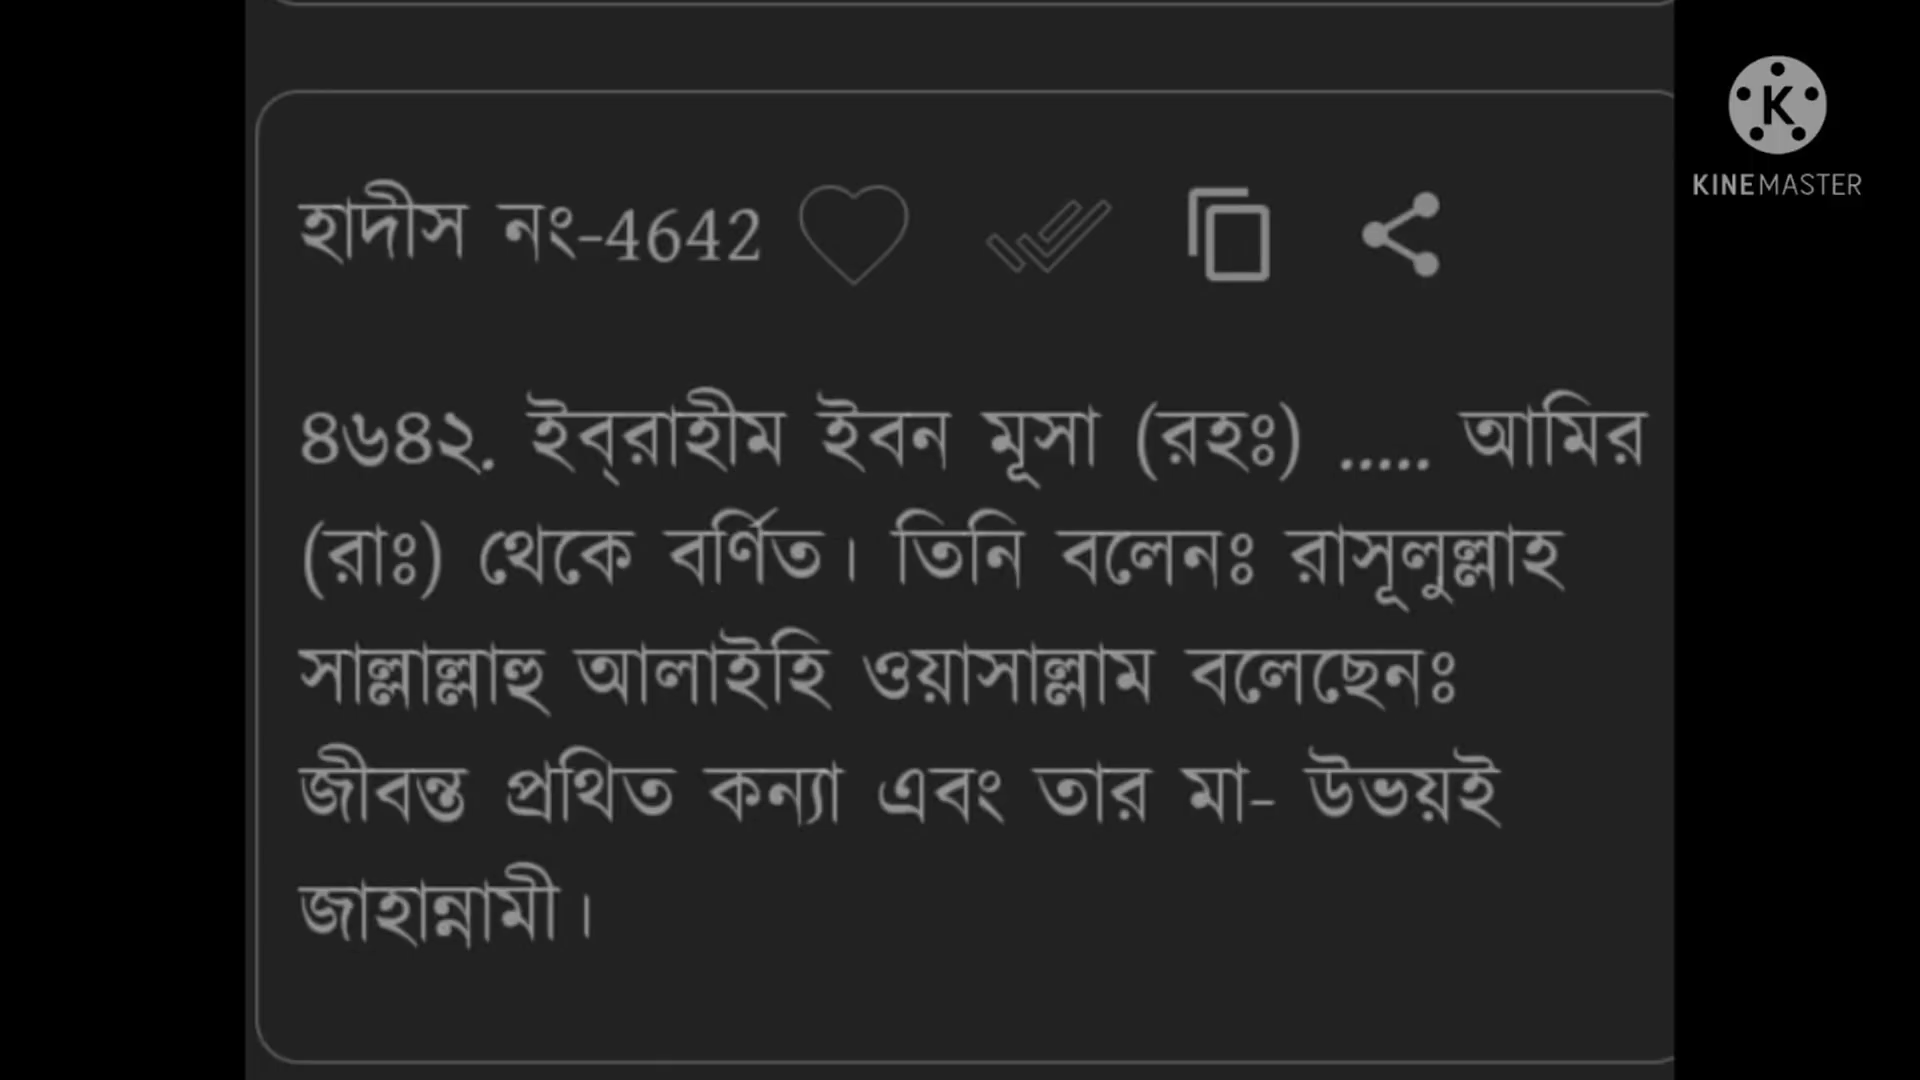 হাদীস নং-4642
K
KINEMASTER
৪৬৪২. ইব্‌রাহীম ইবন মূসা (রহঃ) ..... আমির
(রাঃ) থেকে বর্ণিত। তিনি বলেনঃ রাসূলুল্লাহ
সাল্লাল্লাহু আলাইহি ওয়াসাল্লাম বলেছেনঃ
জীবন্ত প্রথিত কন্যা এবং তার মা- উভয়ই
জাহান্নামী।